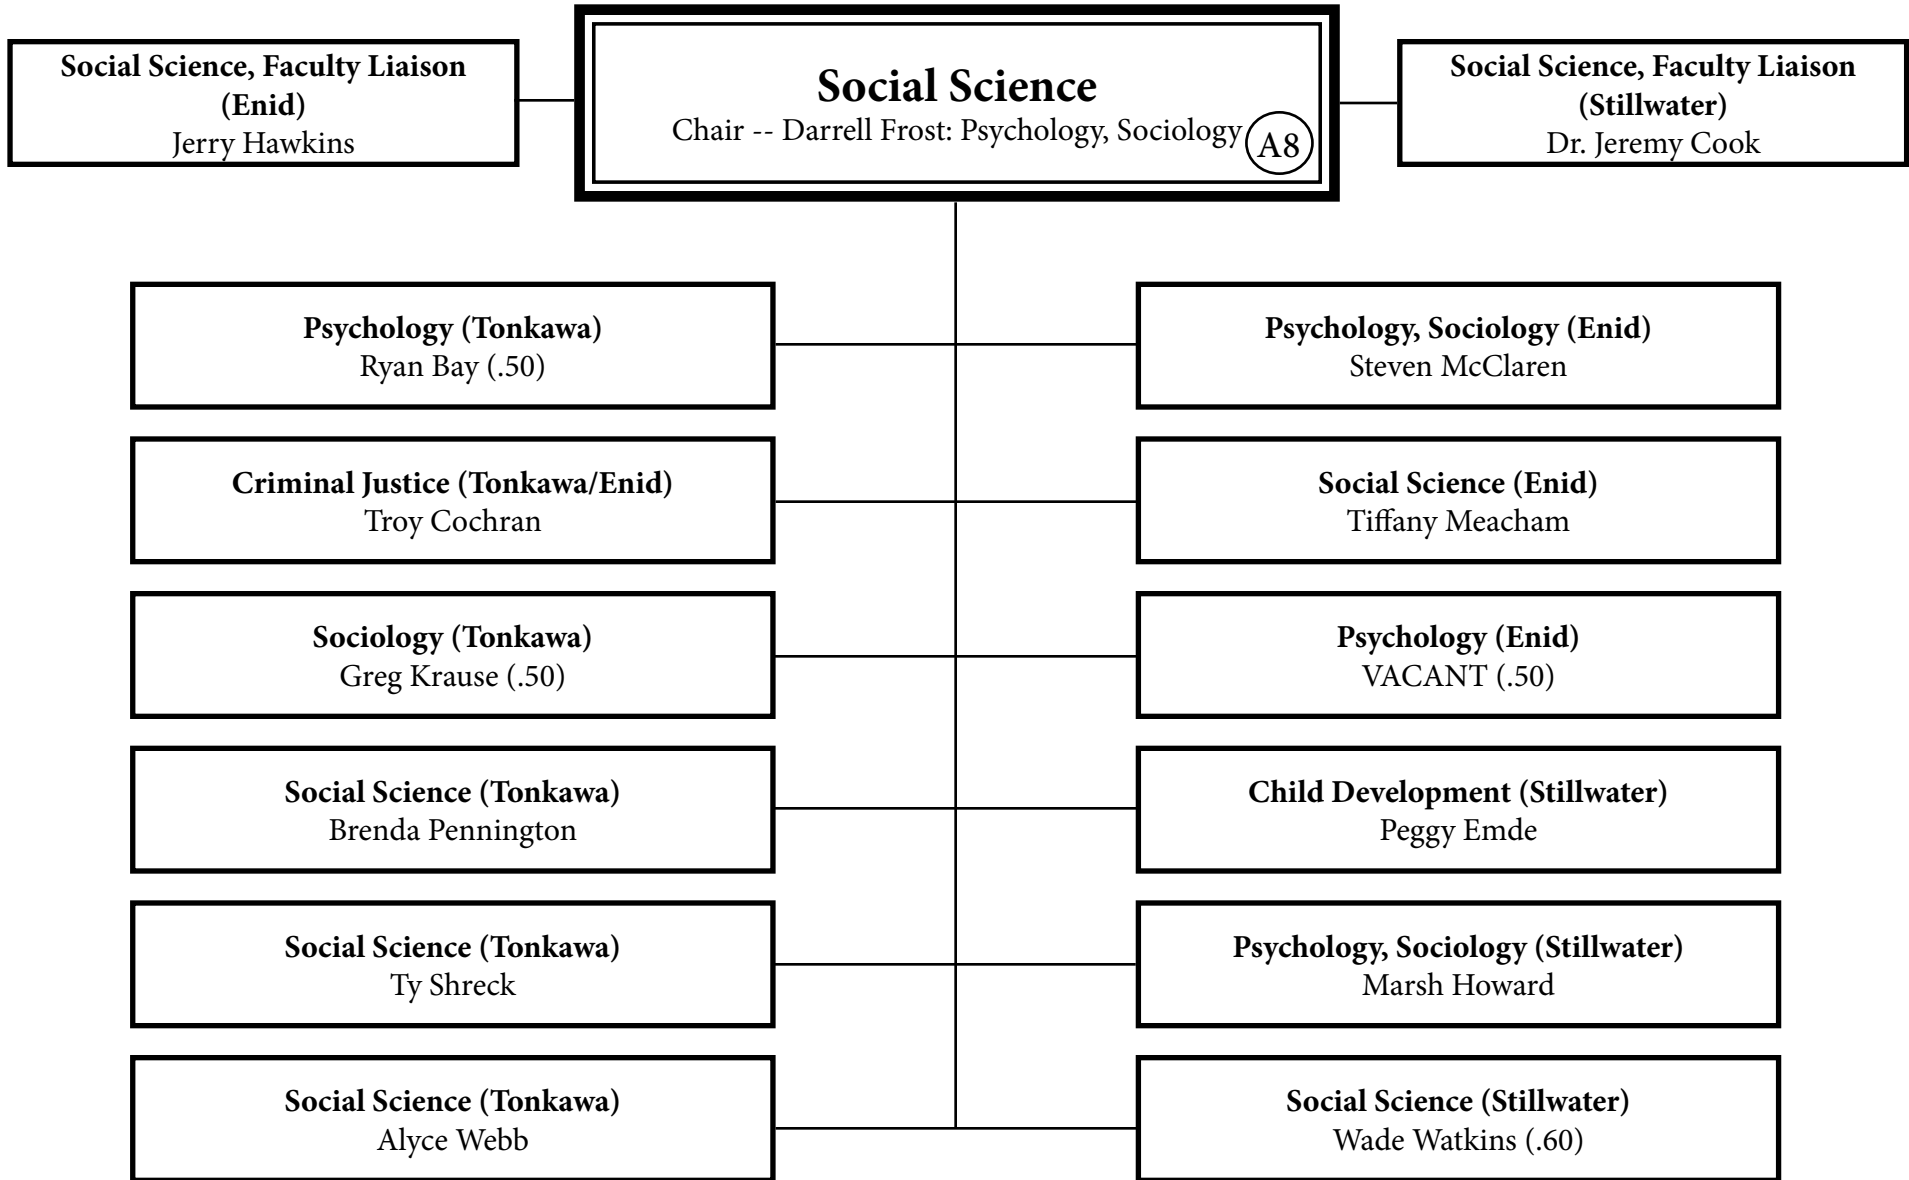 Social Science, Faculty Liaison
(Enid)
Jerry Hawkins
Social Science
Chair -- Darrell Frost: Psychology, Sociology
A8
Social Science, Faculty Liaison
(Stillwater)
Dr. Jeremy Cook
Psychology (Tonkawa)
Ryan Bay (.50)
Psychology, Sociology (Enid)
Steven McClaren
Criminal Justice (Tonkawa/Enid)
Troy Cochran
Social Science (Enid)
Tiffany Meacham
Sociology (Tonkawa)
Greg Krause (.50)
Psychology (Enid)
VACANT (.50)
Social Science (Tonkawa)
Brenda Pennington
Child Development (Stillwater)
Peggy Emde
Social Science (Tonkawa)
Ty Shreck
Psychology, Sociology (Stillwater)
Marsh Howard
Social Science (Tonkawa)
Alyce Webb
Social Science (Stillwater)
Wade Watkins (.60)